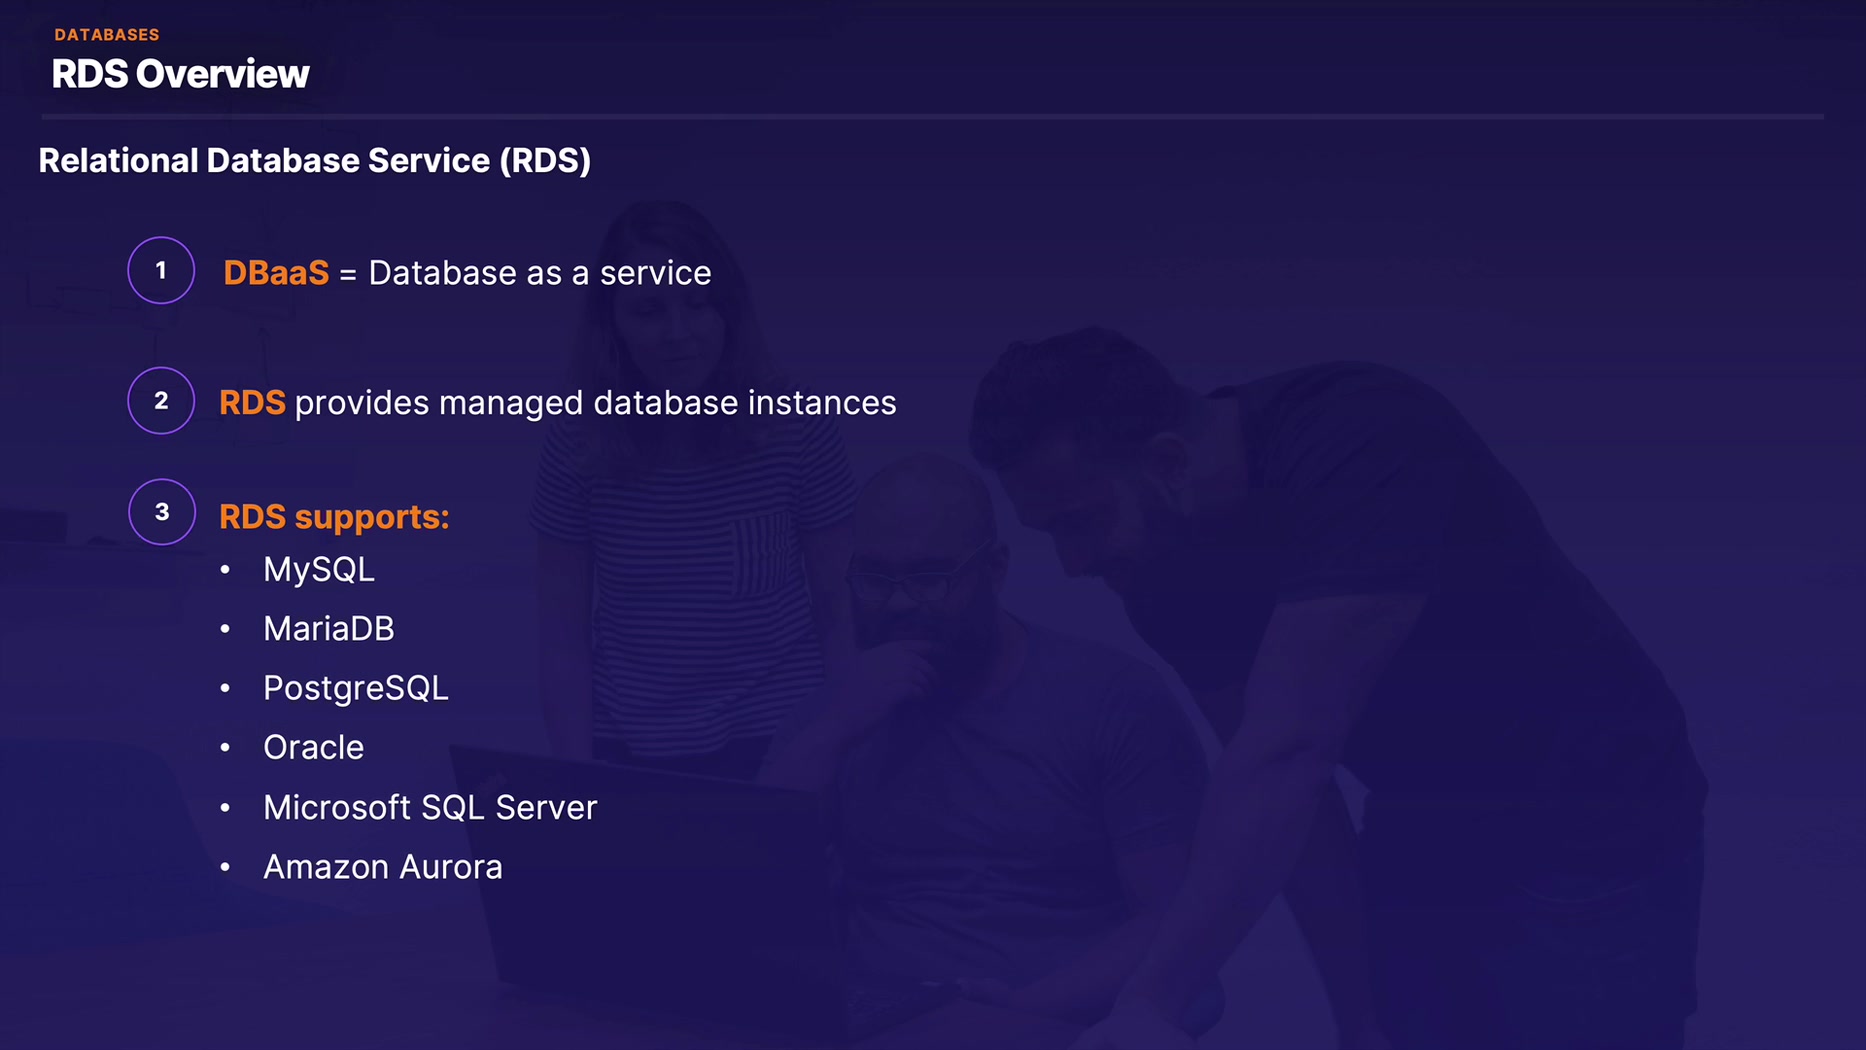 DATABASES
RDS Overview
Relational Database Service (RDS)
1 DBaaS = Database as a service
2 RDS provides managed database instances
3 RDS supports:
• MySQL
• MariaDB
• PostgreSQL
• Oracle
• Microsoft SQL Server
• Amazon Aurora